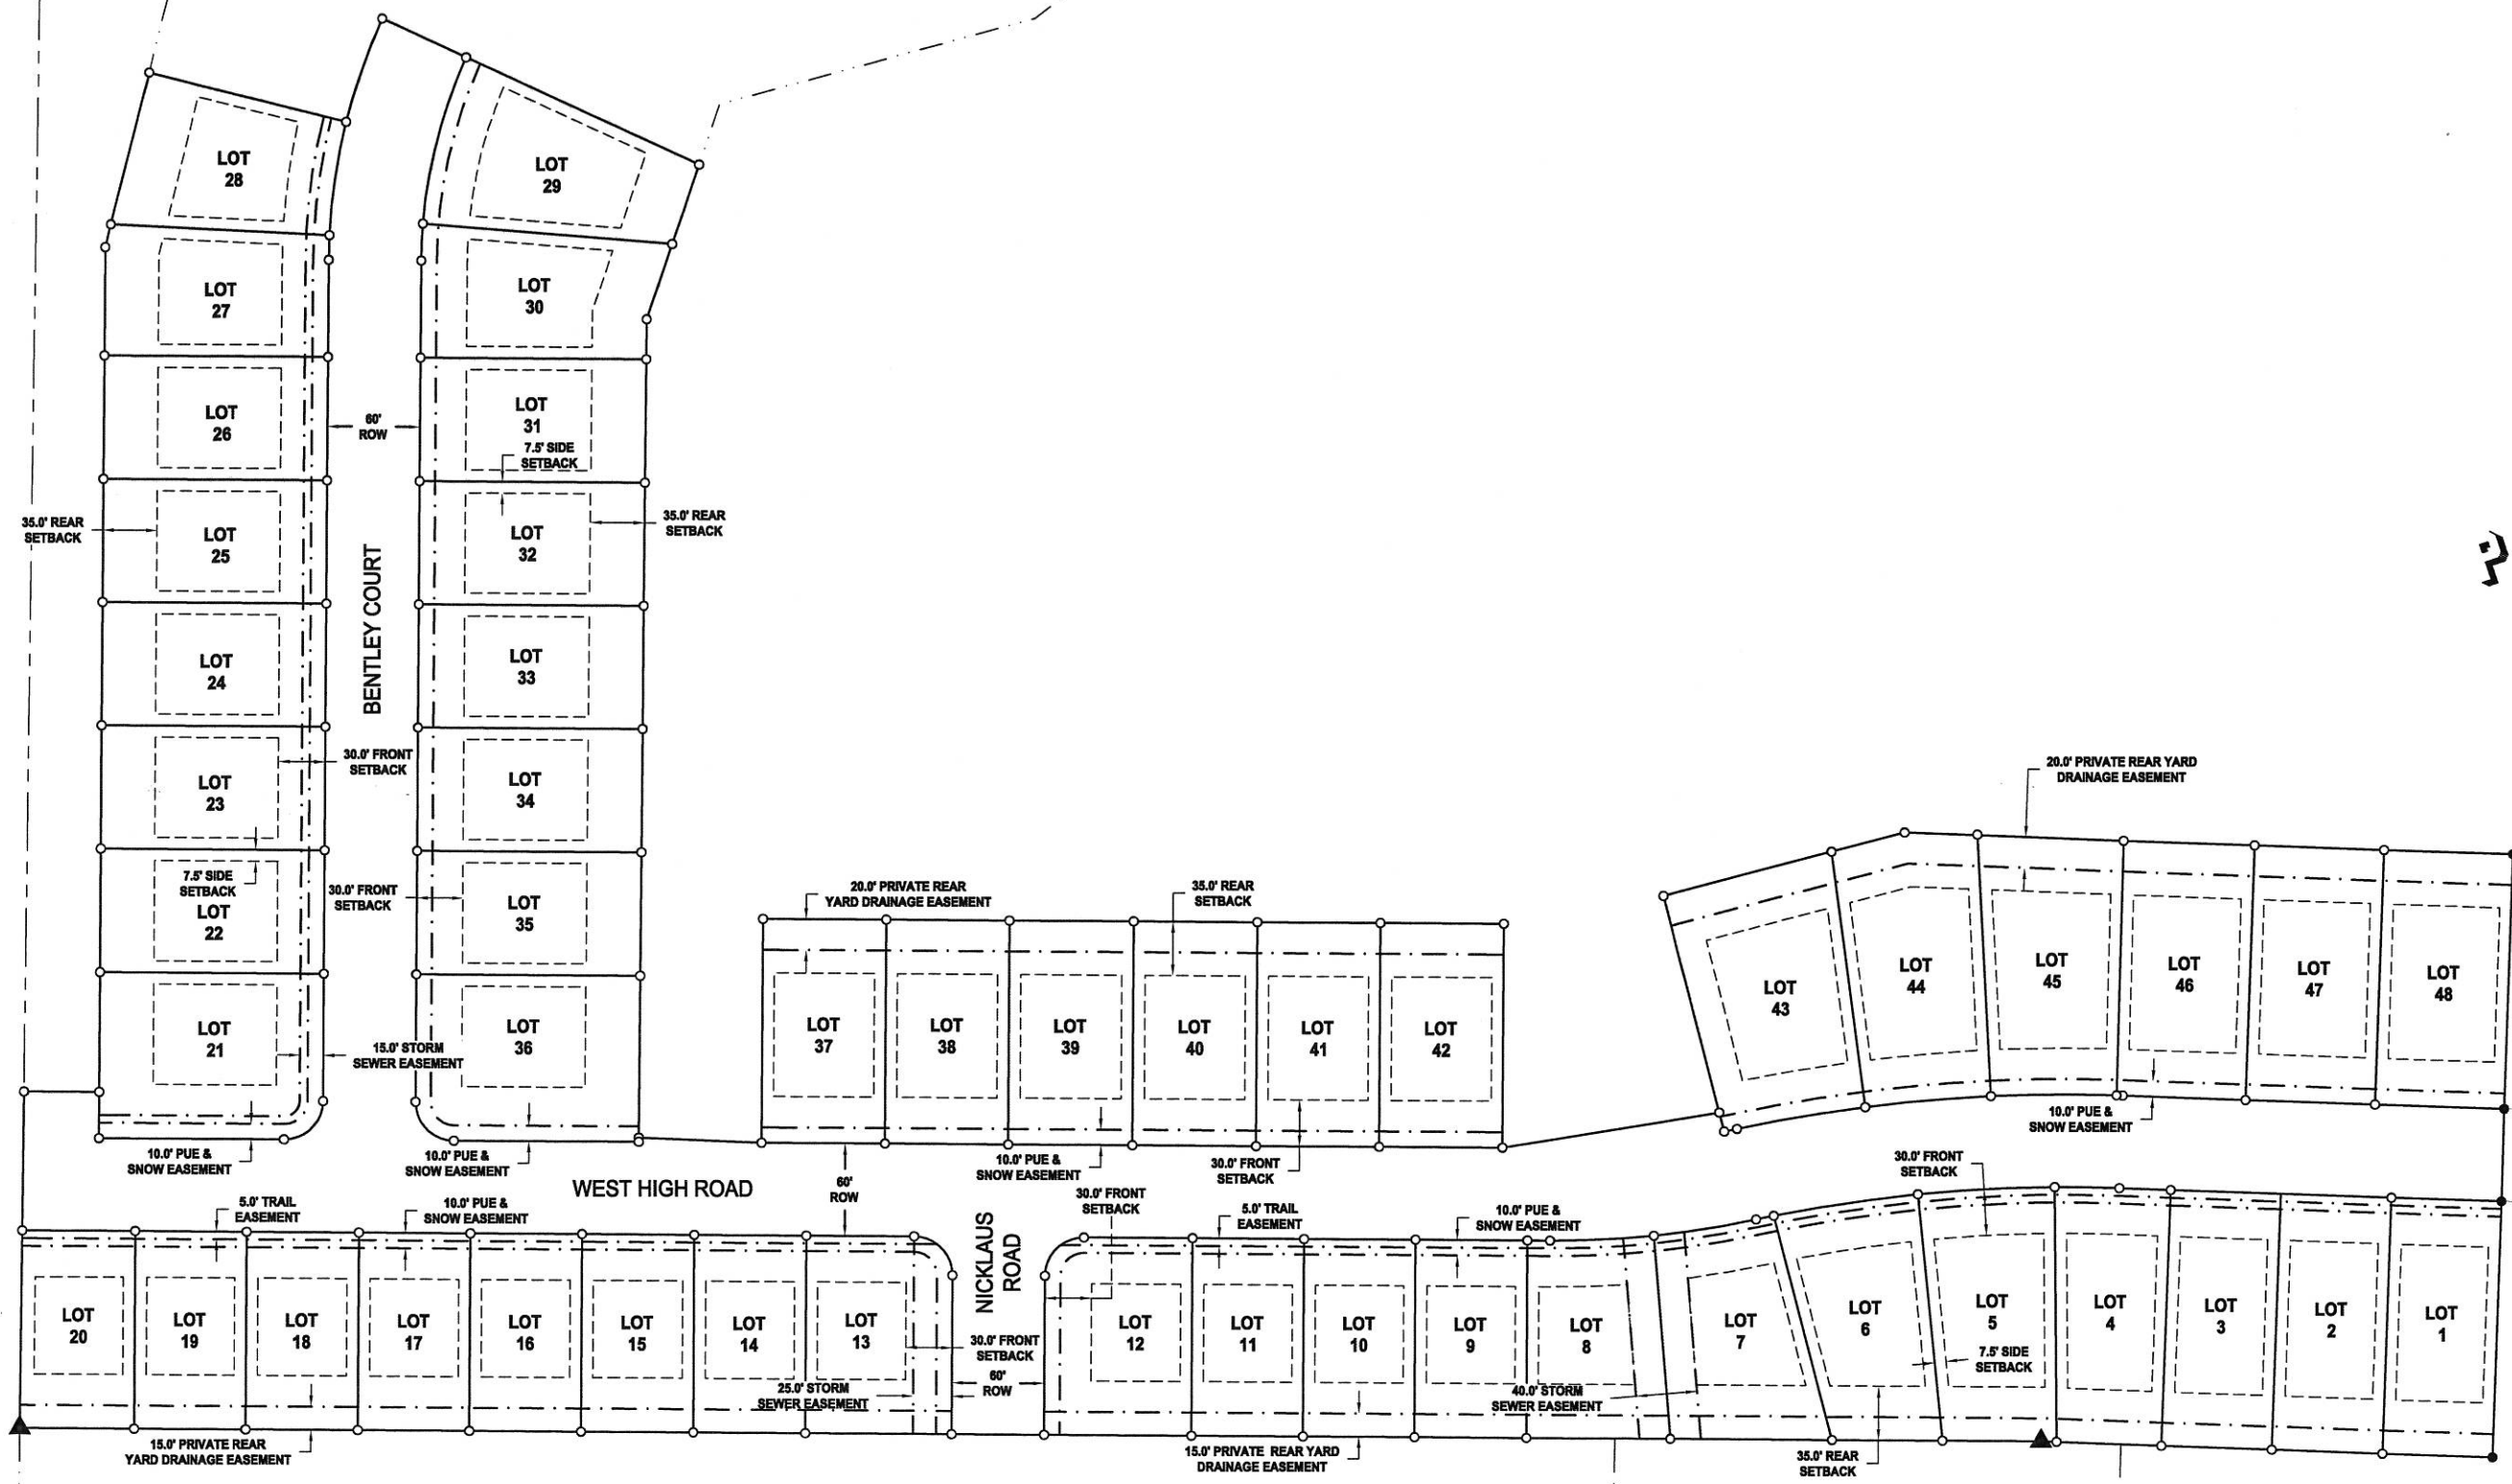 LOT
28
LOT
29
LOT
27
LOT
30
LOT
26
60'
ROW
LOT
31
7.5' SIDE
SETBACK
35.0' REAR
SETBACK
LOT
25
LOT
32
35.0' REAR
SETBACK
BENTLEY COURT
LOT
24
LOT
33
LOT
23
30.0' FRONT
SETBACK
LOT
34
7.5' SIDE
SETBACK
LOT
22
30.0' FRONT
SETBACK
LOT
35
LOT
21
15.0' STORM
SEWER EASEMENT
LOT
36
20.0' PRIVATE REAR
YARD DRAINAGE EASEMENT
35.0' REAR
SETBACK
LOT
37
LOT
38
LOT
39
LOT
40
LOT
41
LOT
42
20.0' PRIVATE REAR YARD
DRAINAGE EASEMENT
LOT
43
LOT
44
LOT
45
LOT
46
LOT
47
LOT
48
10.0' PUE &
SNOW EASEMENT
10.0' PUE &
SNOW EASEMENT
10.0' PUE &
SNOW EASEMENT
30.0' FRONT
SETBACK
10.0' PUE &
SNOW EASEMENT
WEST HIGH ROAD
60'
ROW
5.0' TRAIL
EASEMENT
10.0' PUE &
SNOW EASEMENT
NICKLAUS
ROAD
30.0' FRONT
SETBACK
5.0' TRAIL
EASEMENT
10.0' PUE &
SNOW EASEMENT
30.0' FRONT
SETBACK
LOT
20
LOT
19
LOT
18
LOT
17
LOT
16
LOT
15
LOT
14
LOT
13
30.0' FRONT
SETBACK
60'
ROW
25.0' STORM
SEWER EASEMENT
LOT
12
LOT
11
LOT
10
LOT
9
LOT
8
40.0' STORM
SEWER EASEMENT
LOT
7
LOT
6
LOT
5
7.5' SIDE
SETBACK
LOT
4
LOT
3
LOT
2
LOT
1
15.0' PRIVATE REAR
YARD DRAINAGE EASEMENT
15.0' PRIVATE REAR YARD
DRAINAGE EASEMENT
35.0' REAR
SETBACK